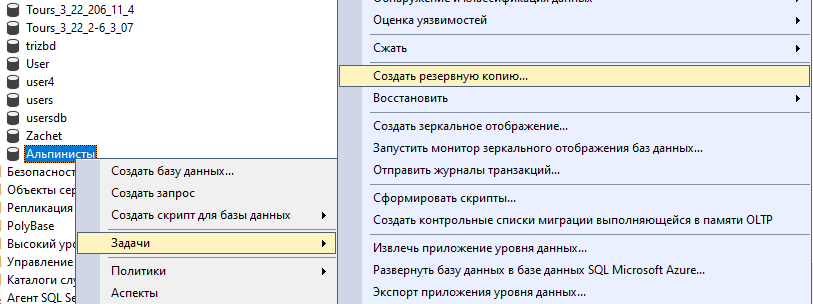 Tours_3_22_206_11_4
Tours_3_22_2-6_3_07
trizbd
User
user4
users
usersdb
Zachet
Альпинисты
Безопасност
Объекты сер
Репликация
PolyBase
Высокий уро
Управление
Каталоги слу
Агент SQL Se
Создать базу данных...
Создать запрос
Создать скрипт для базы данных
Задачи
Политики
Аспекты
Оценка уязвимостей
Сжать
Создать резервную копию...
Восстановить
Создать зеркальное отображение...
Запустить монитор зеркального отображения баз данных...
Отправить журналы транзакций...
Сформировать скрипты...
Создать контрольные списки миграции выполняющейся в памяти OLTP
Извлечь приложение уровня данных...
Развернуть базу данных в базе данных SQL Microsoft Azure...
Экспорт приложения уровня данных...